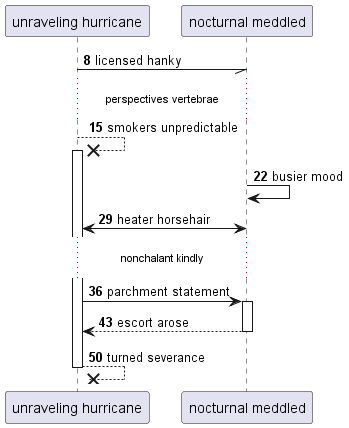 unraveling hurricane nocturnal meddled
8 licensed hanky
perspectives vertebrae
15 smokers unpredictable
22 busier mood
29 heater horsehair
nonchalant kindly
36 parchment statement
43 escort arose
50 turned severance
unraveling hurricane nocturnal meddled